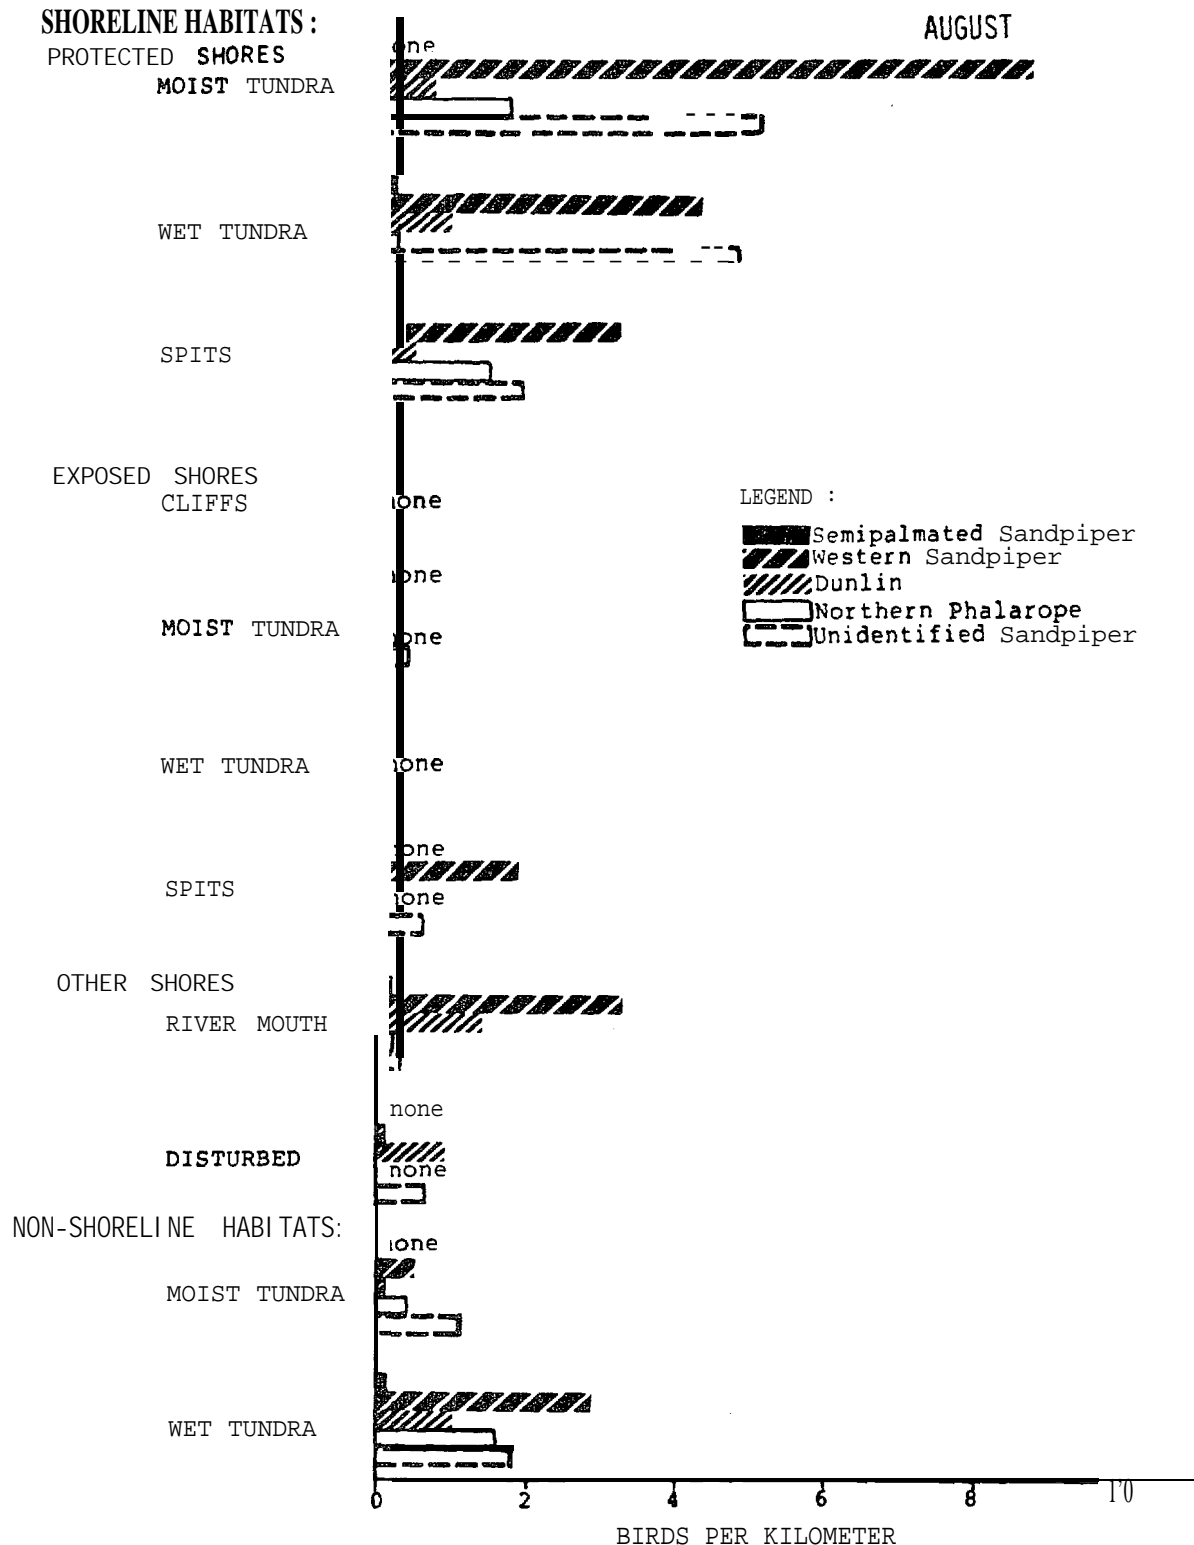 SHORELINE HABITATS :
AUGUST
PROTECTED SHORES
one
MOIST TUNDRA
WET TUNDRA
SPITS
EXPOSED SHORES
CLIFFS
none
LEGEND :
Semipalmated Sandpiper
Western Sandpiper
Dunlin
Northern Phalarope
Unidentified Sandpiper
none
MOIST TUNDRA
none
WET TUNDRA
none
none
SPITS
none
OTHER SHORES
RIVER MOUTH
none
DISTURBED
none
NON-SHORELINE HABITATS:
none
MOIST TUNDRA
WET TUNDRA
0 2 4 6 8 1'0
BIRDS PER KILOMETER